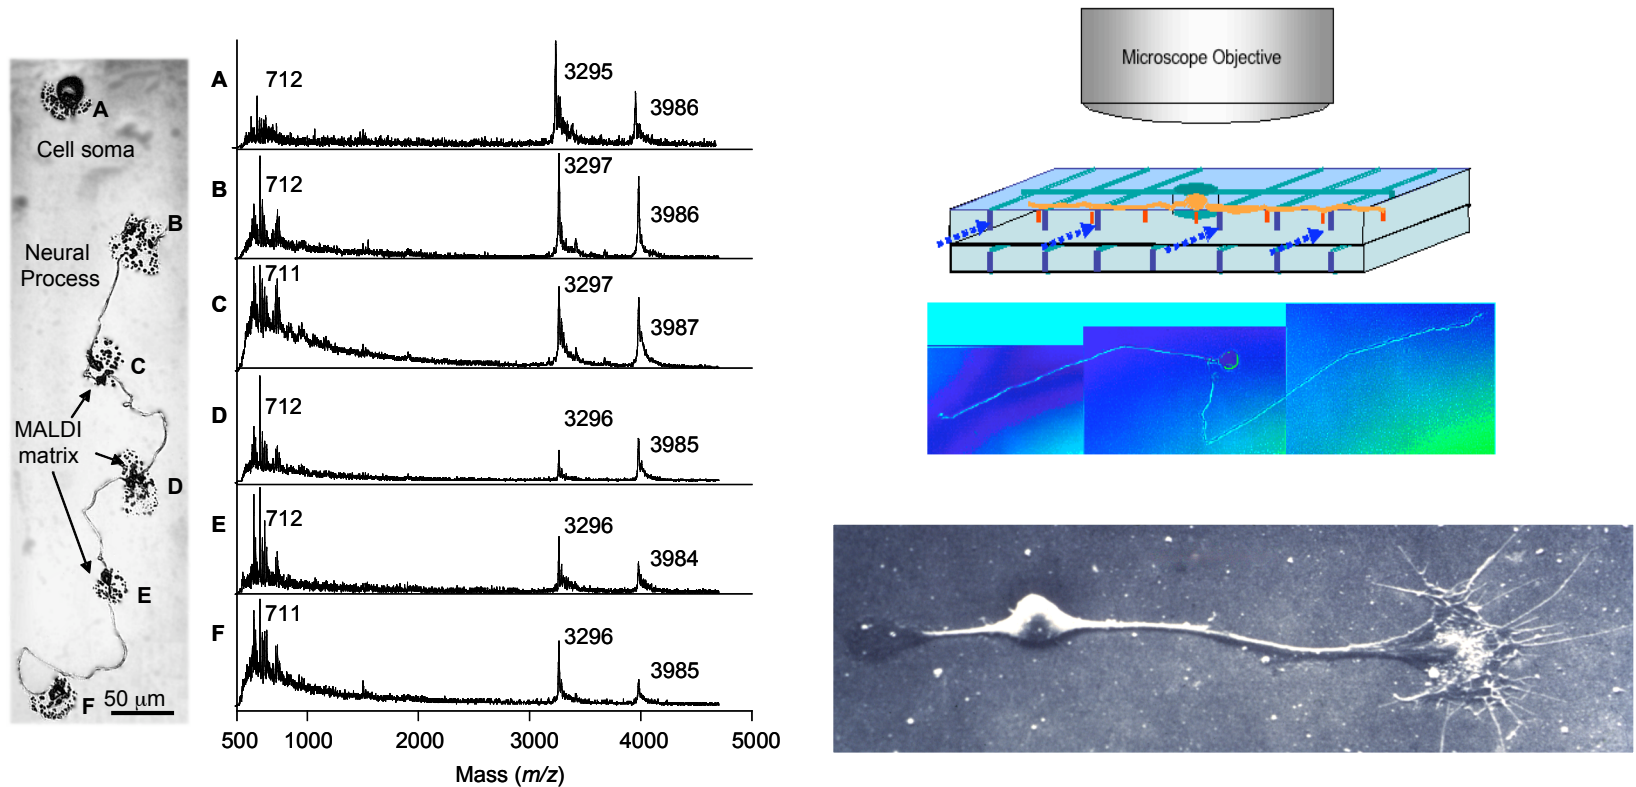 A
Cell soma
B
Neural
Process
C
MALDI
matrix
D
E
F
50 μm
A
712
3295
3986
B
712
3297
3986
C
711
3297
3987
D
712
3296
3985
E
712
3296
3984
F
711
3296
3985
500 1000 2000 3000 4000 5000
Mass (m/z)
Microscope Objective